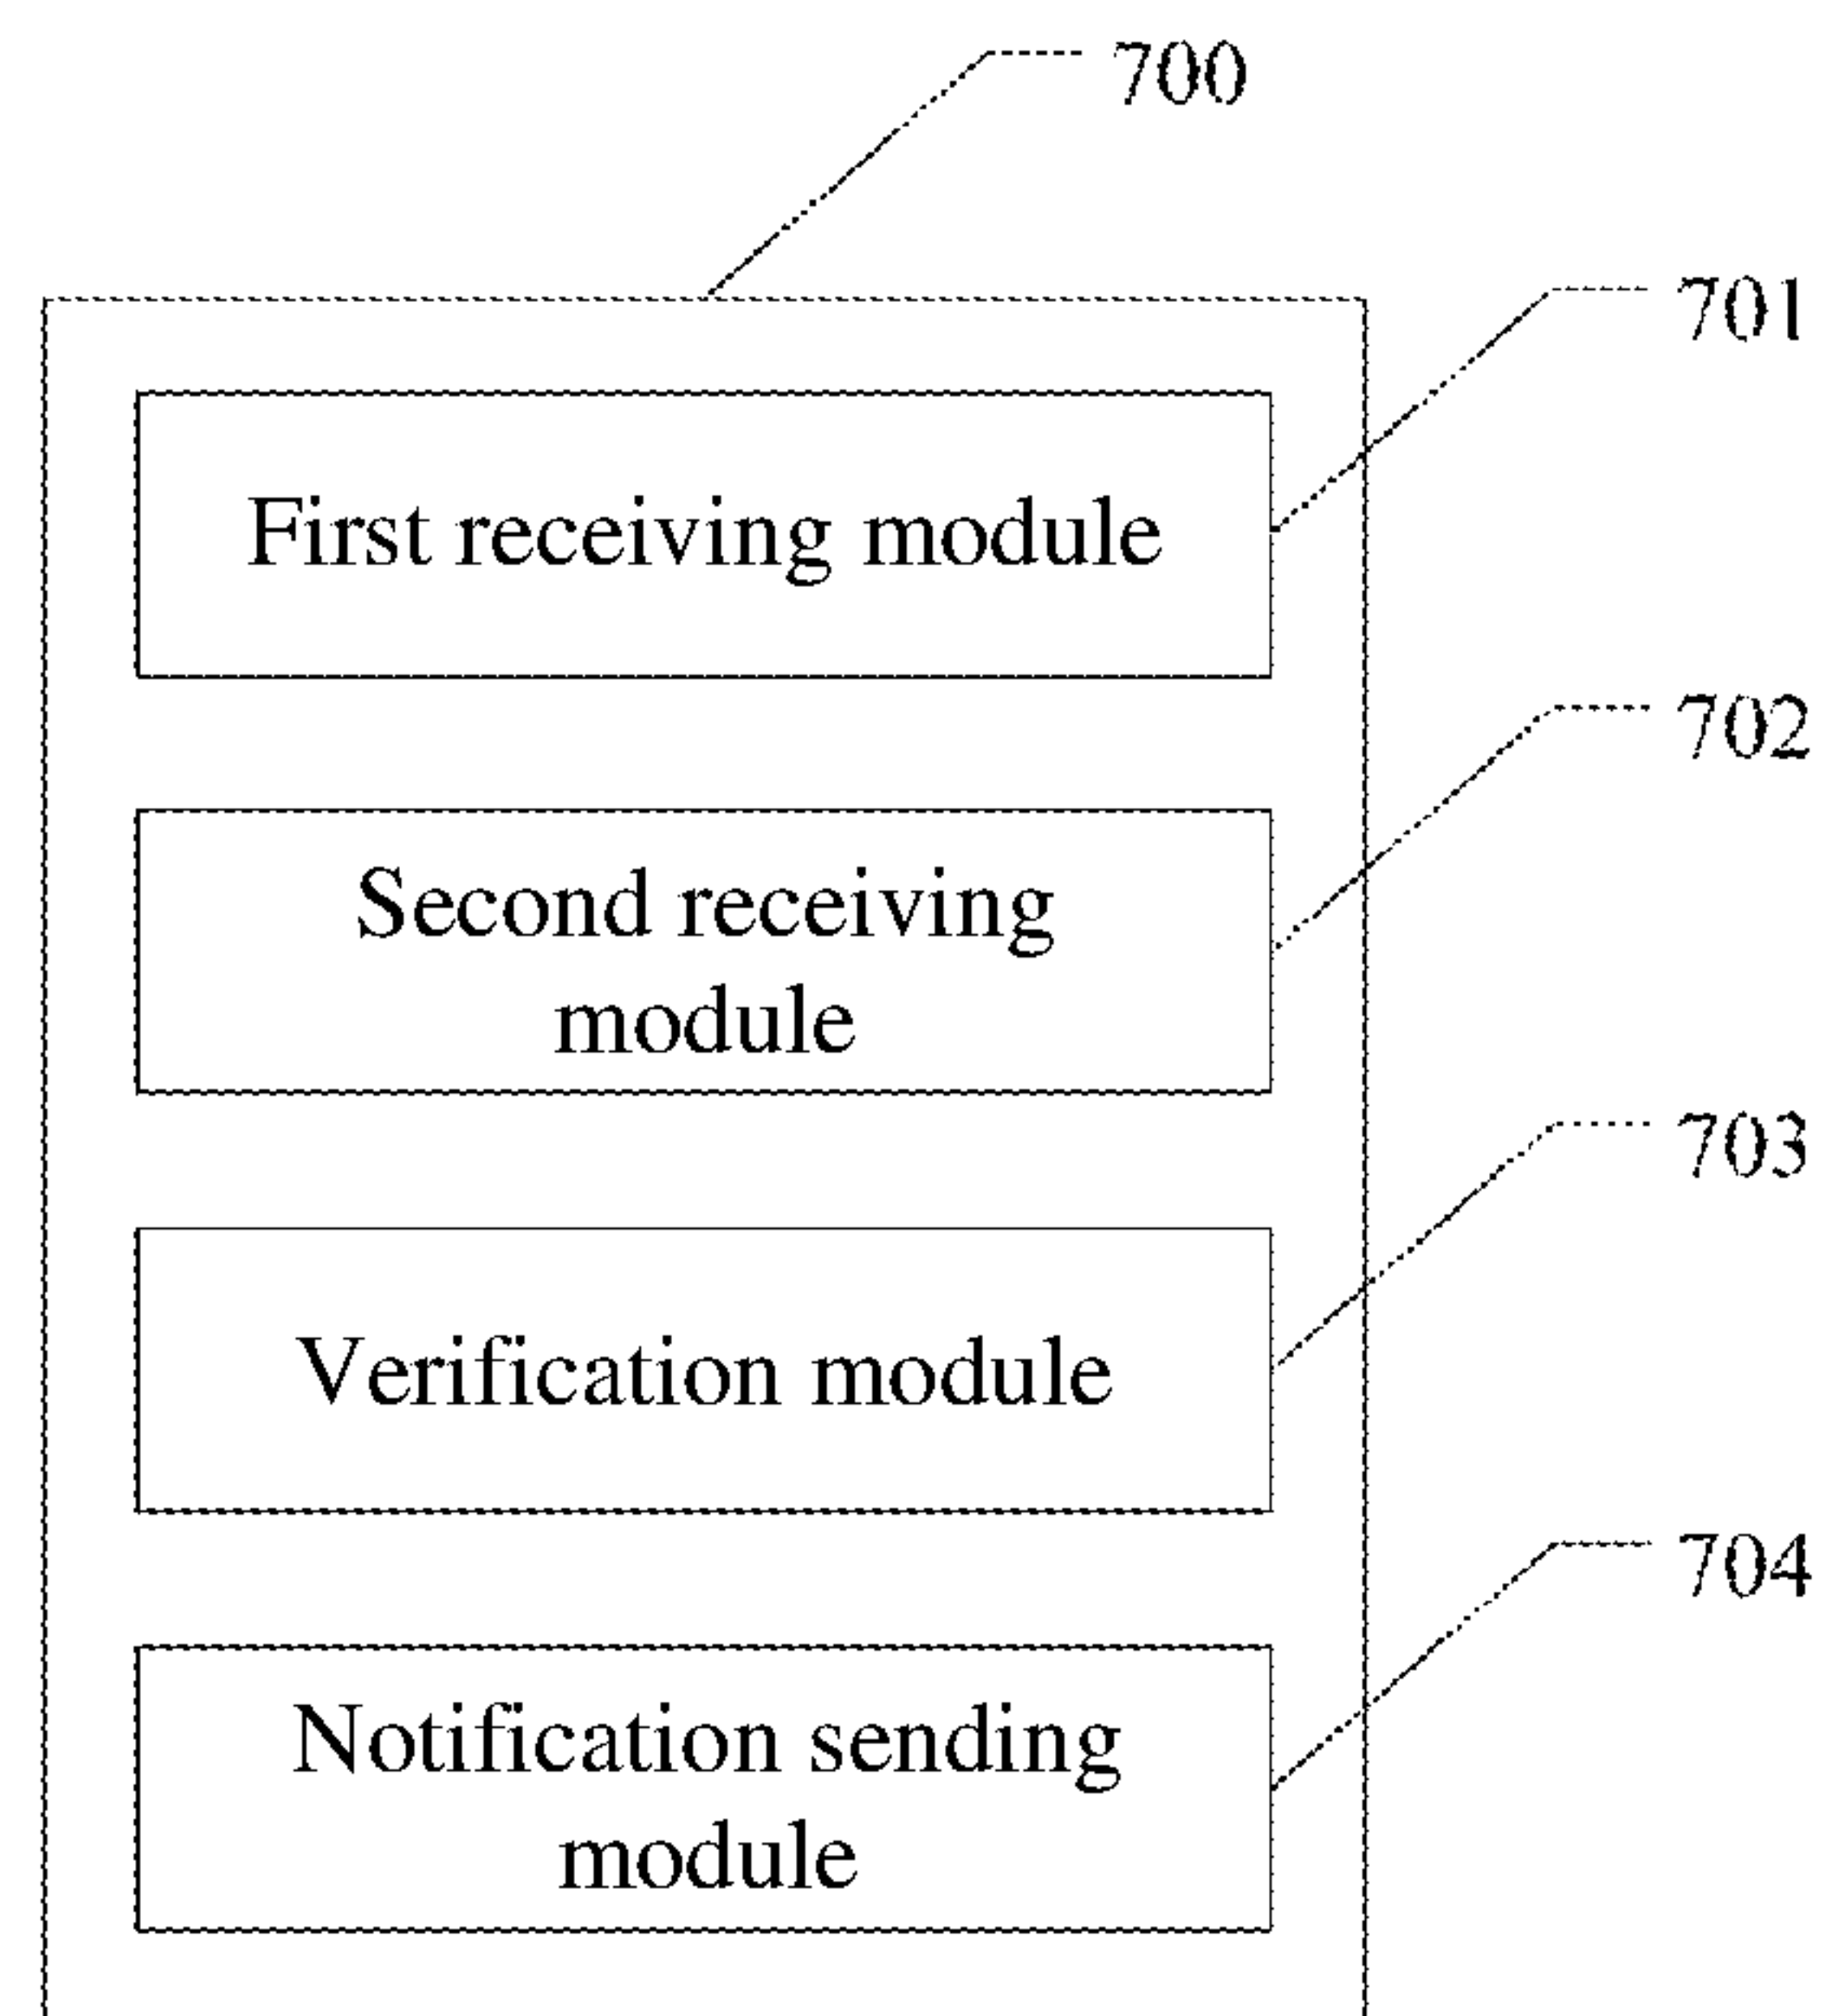 700
701
First receiving module
702
Second receiving
module
703
Verification module
704
Notification sending
module